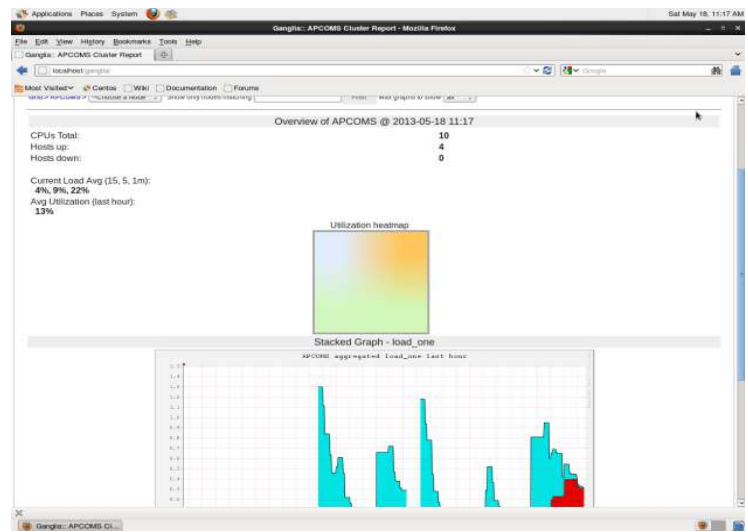 Applications Places System
Sat May 18, 11:17 AM
Ganglia:: APCOMS Cluster Report - Mozilla Firefox
File Edit View History Bookmarks Tools Help
Ganglia:: APCOMS Cluster Report
localhost/ganglia/
Google
Most Visited Centos Wiki Documentation Forums
Overview of APCOMS @ 2013-05-18 11:17
CPUs Total: 10
Hosts up: 4
Hosts down: 0
Current Load Avg (15, 5, 1m):
4%, 9%, 22%
Avg Utilization (last hour):
13%
Utilization heatmap
Stacked Graph - load_one
APCOMS aggregated load_one last hour
Ganglia:: APCOMS Cl...